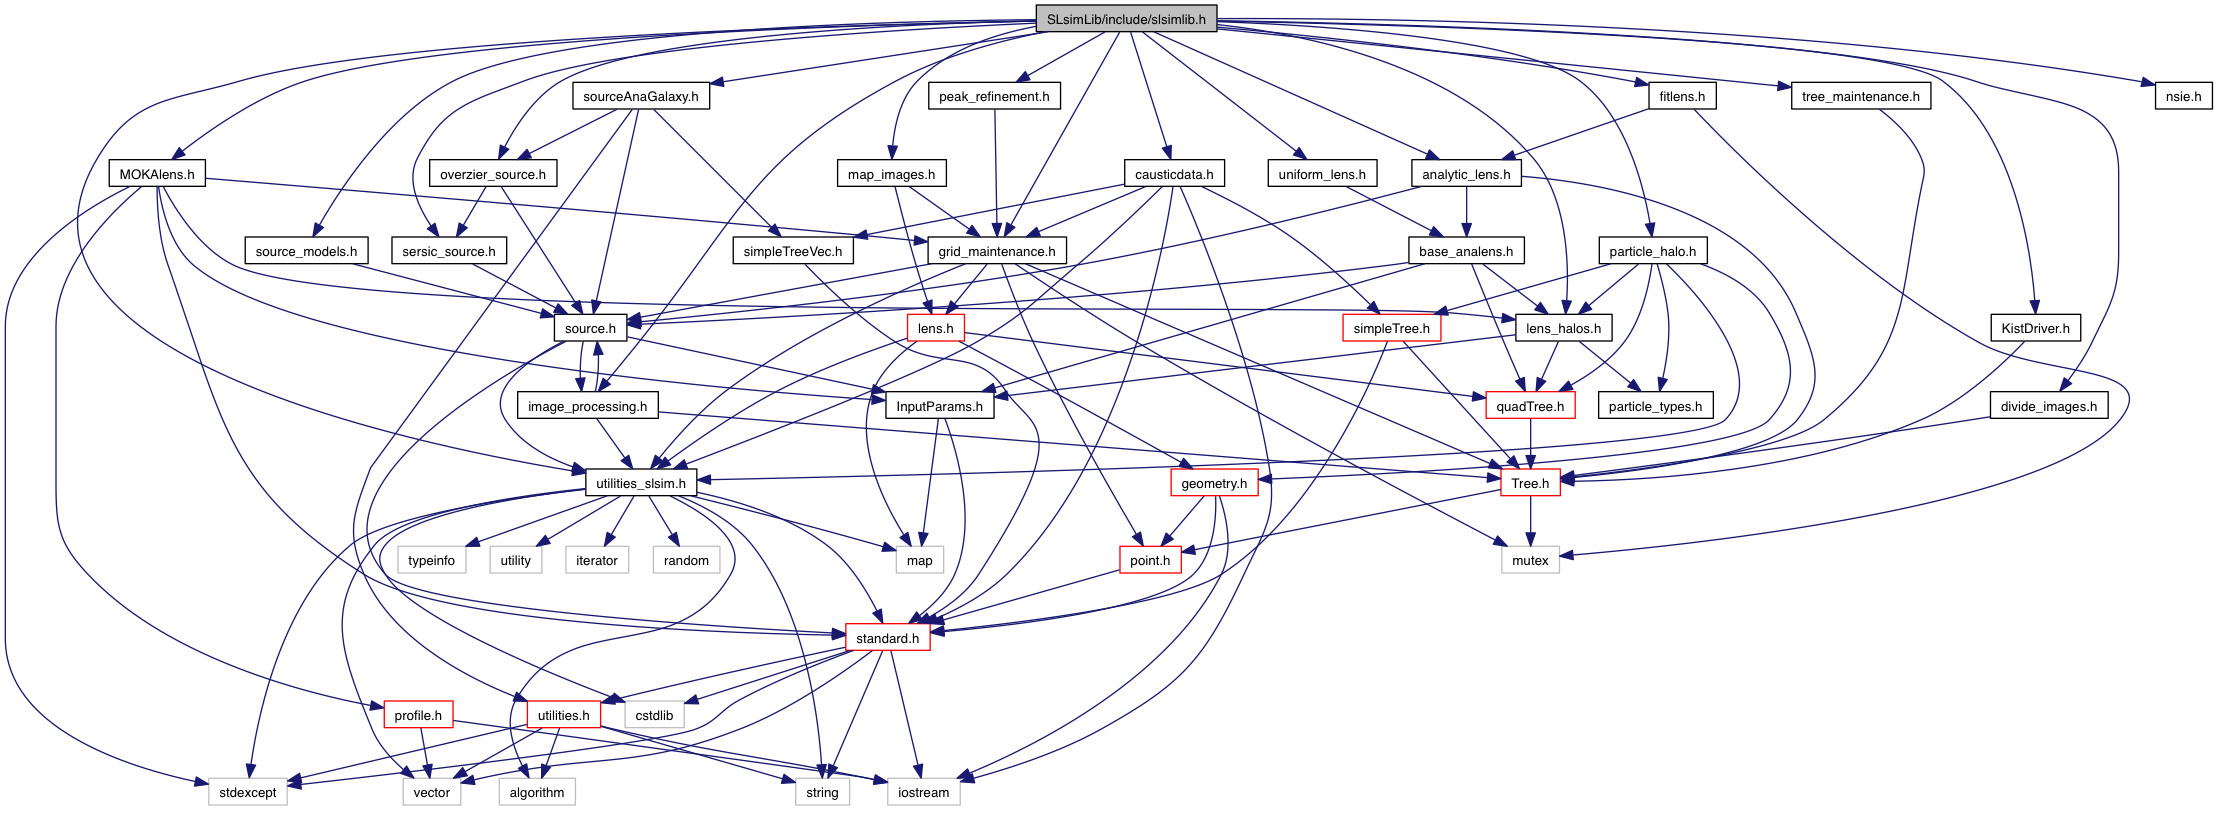 SLsimLib/include/slsimlib.h
sourceAnaGalaxy.h
peak_refinement.h
fitlens.h
tree_maintenance.h
nsie.h
MOKAlens.h
overzier_source.h
map_images.h
causticdata.h
uniform_lens.h
analytic_lens.h
source_models.h
sersic_source.h
simpleTreeVec.h
grid_maintenance.h
base_analens.h
particle_halo.h
source.h
lens.h
simpleTree.h
lens_halos.h
KistDriver.h
image_processing.h
InputParams.h
quadTree.h
particle_types.h
divide_images.h
utilities_slsim.h
geometry.h
Tree.h
typeinfo
utility
iterator
random
map
point.h
mutex
standard.h
profile.h
utilities.h
cstdlib
stdexcept
vector
algorithm
string
iostream